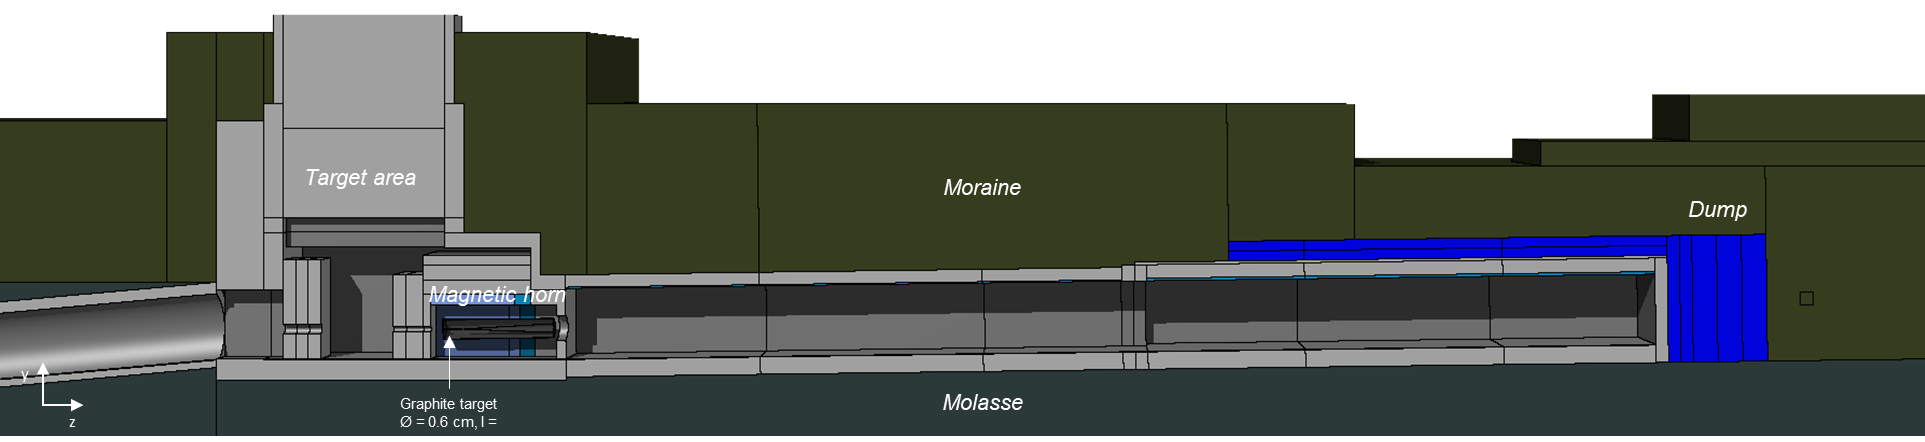 Target area
Moraine
Dump
Magnetic horn
y
z
Graphite target
Ø = 0.6 cm, l =
Molasse